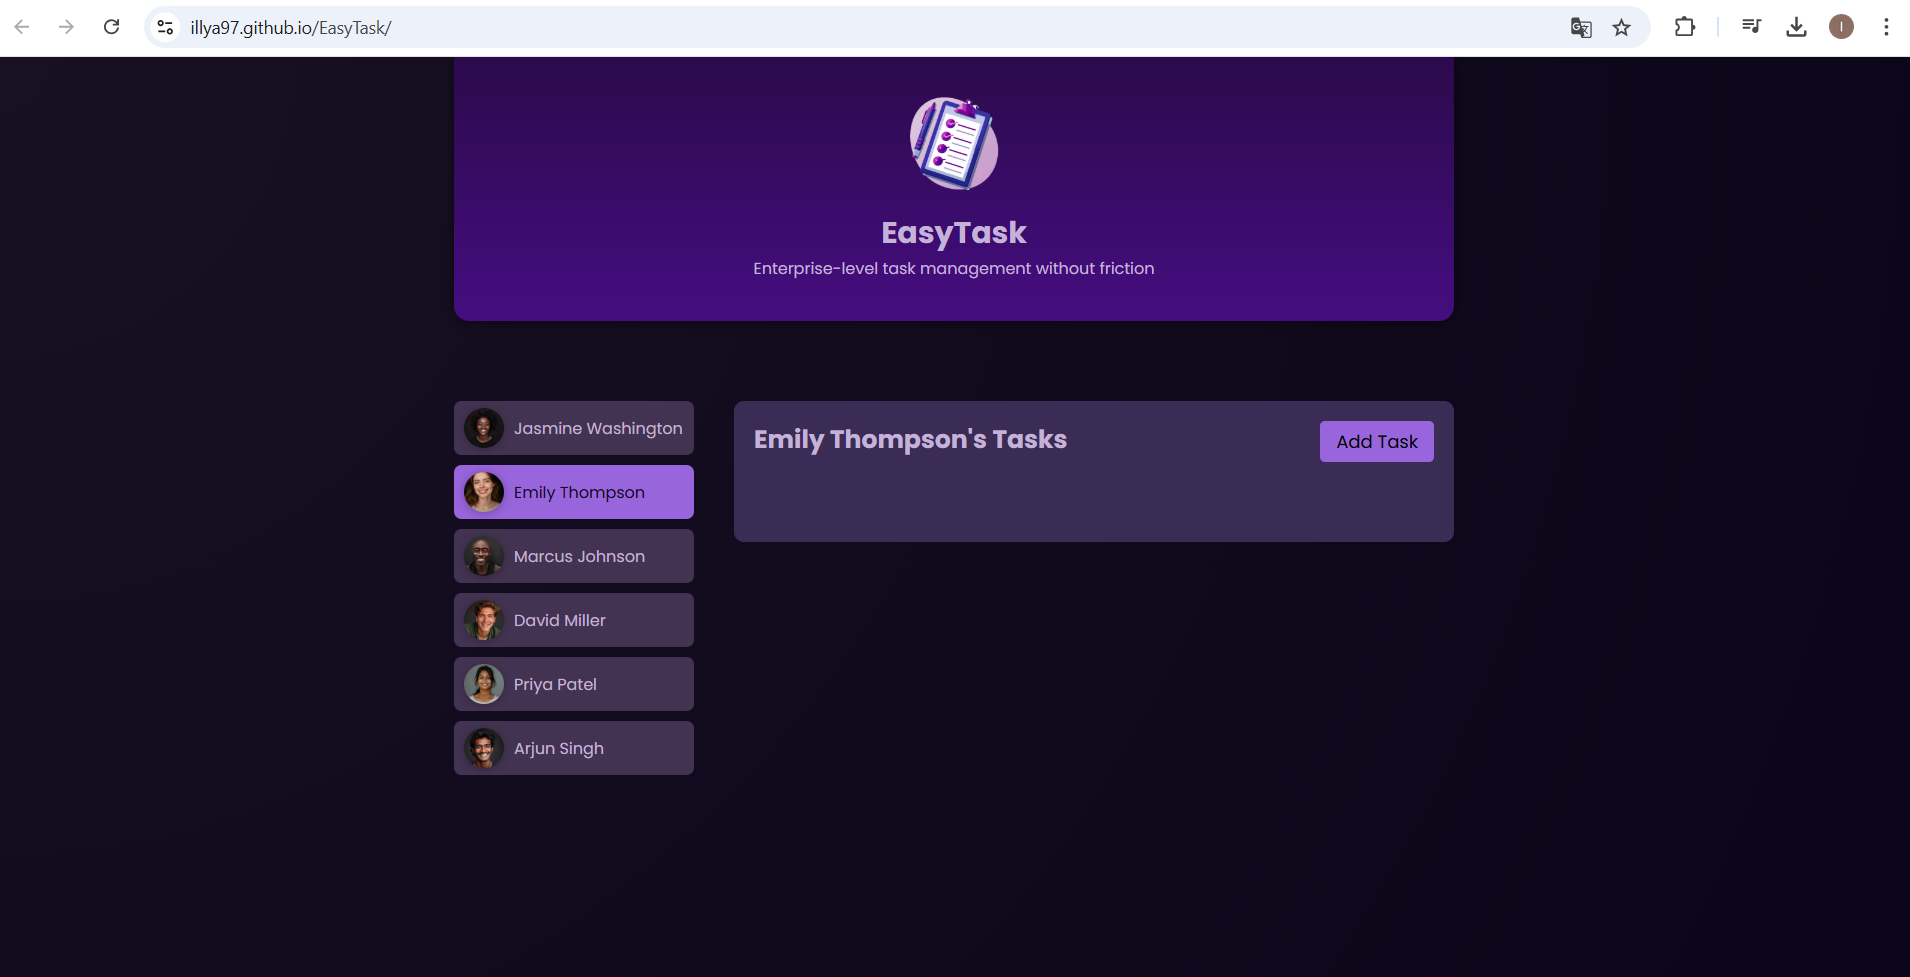 illya97.github.io/EasyTask/
I
EasyTask
Enterprise-level task management without friction
Jasmine Washington
Emily Thompson
Marcus Johnson
David Miller
Priya Patel
Arjun Singh
Emily Thompson's Tasks
Add Task